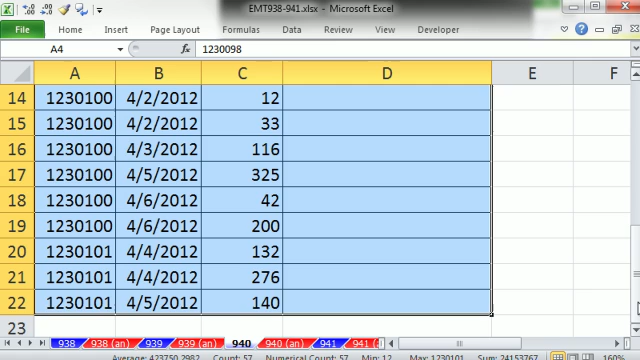 EMT938-941.xlsx - Microsoft Excel
File Home Insert Page Layout Formulas Data Review View Developer
A4 fx 1230098
A B C D E F
14 1230100 4/2/2012 12
15 1230100 4/2/2012 33
16 1230100 4/3/2012 116
17 1230100 4/5/2012 325
18 1230100 4/6/2012 42
19 1230100 4/6/2012 200
20 1230101 4/4/2012 132
21 1230101 4/4/2012 276
22 1230101 4/5/2012 140
23
938 938 (an) 939 939 (an) 940 940 (an) 941 941 (a
Average: 423750.2982 Count: 57 Numerical Count: 56 Min: 12 Max: 1230101 Sum: 24153767 160%